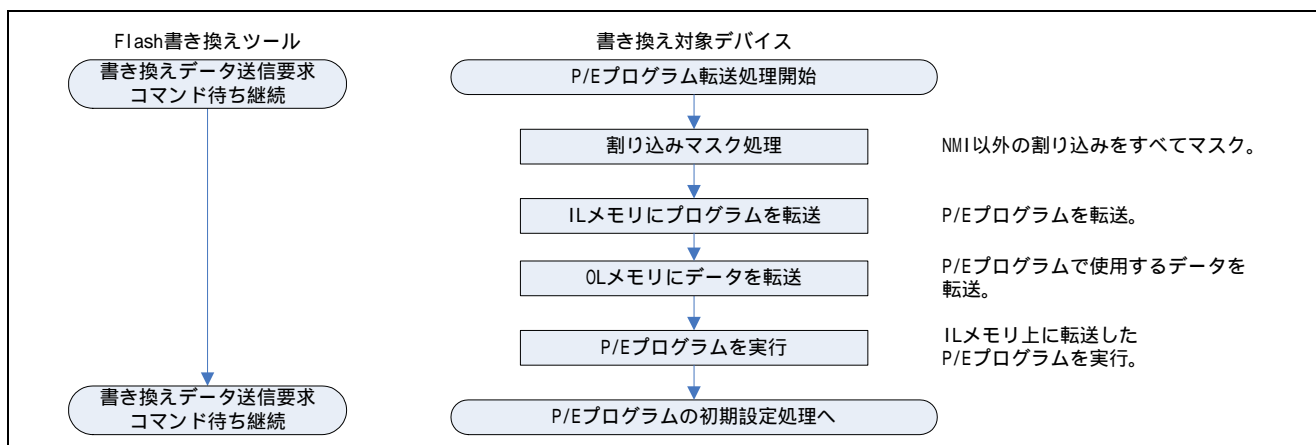 Flash書き換えツール
書き換えデータ送信要求
コマンド待ち継続
書き換えデータ送信要求
コマンド待ち継続
書き換え対象デバイス
P/Eプログラム転送処理開始
割り込みマスク処理
NMI以外の割り込みをすべてマスク。
ILメモリにプログラムを転送
P/Eプログラムを転送。
OLメモリにデータを転送
P/Eプログラムで使用するデータを
転送。
P/Eプログラムを実行
ILメモリ上に転送した
P/Eプログラムを実行。
P/Eプログラムの初期設定処理へ